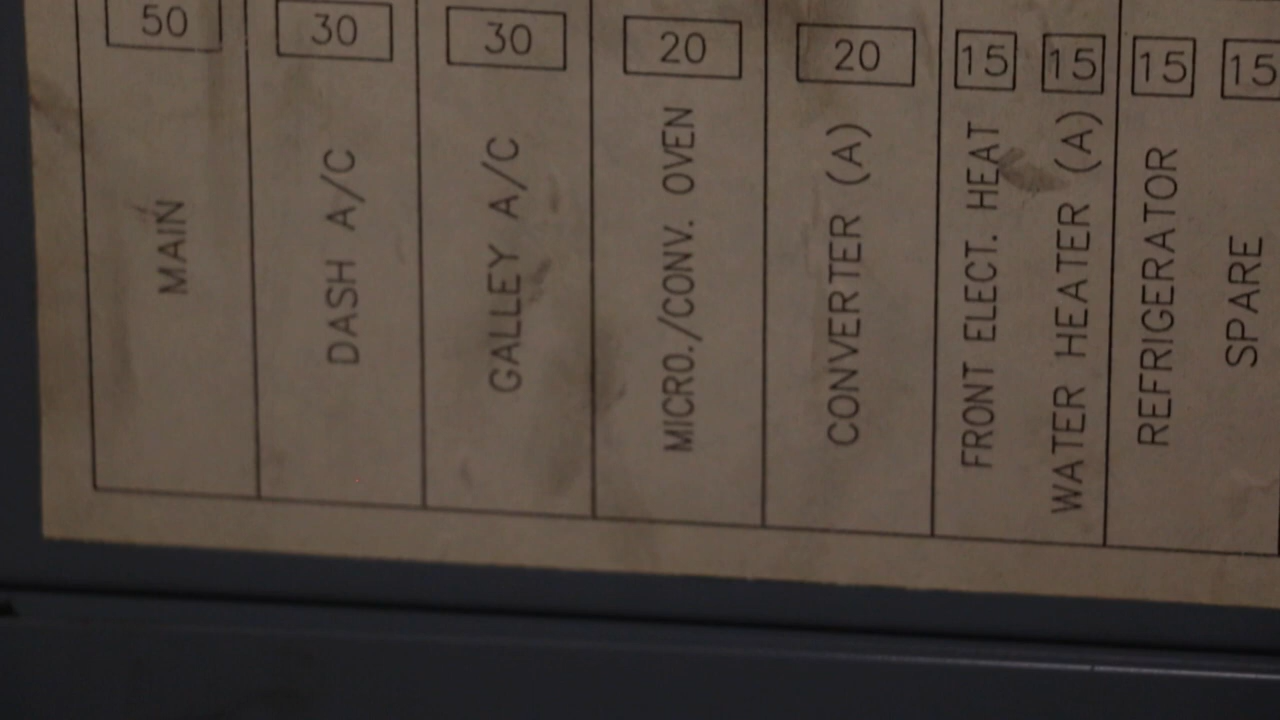 50
MAIN
30
DASH A/C
30
GALLEY A/C
20
MICRO./CONV. OVEN
20
CONVERTER (A)
15
FRONT ELECT. HEAT
15
WATER HEATER (A)
15
REFRIGERATOR
15
SPARE